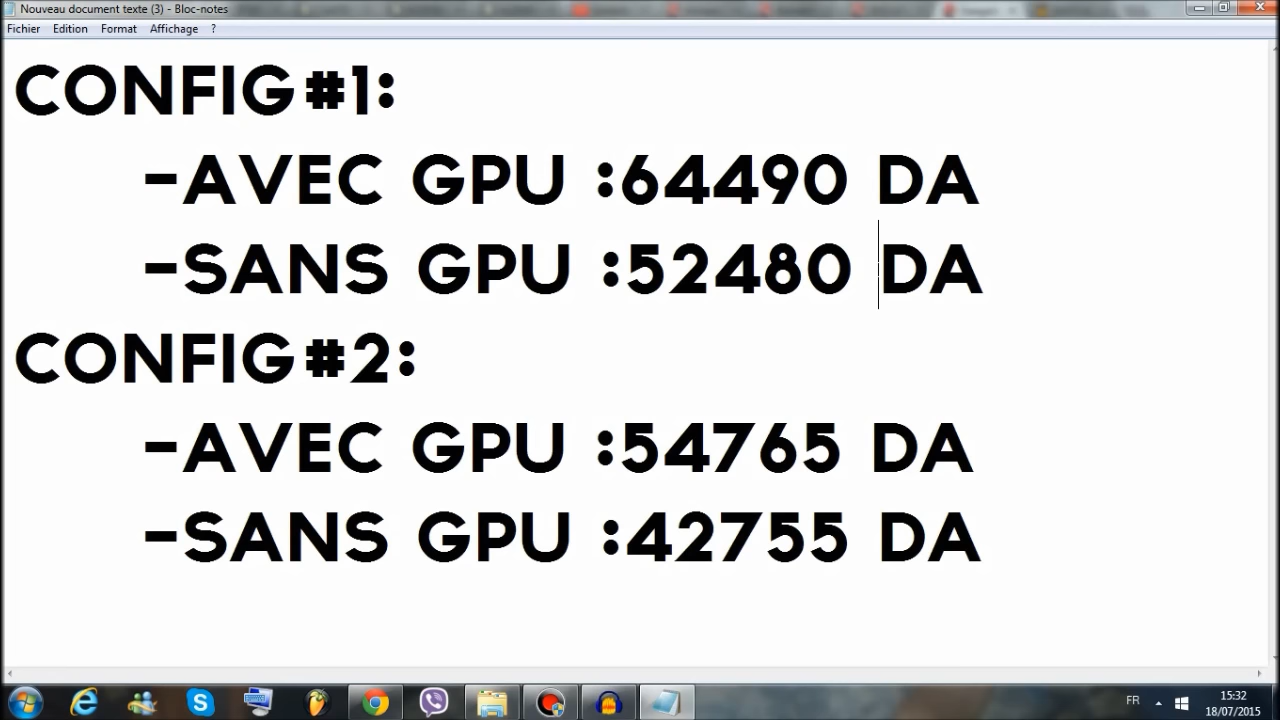 Nouveau document texte (3) - Bloc-notes
Fichier Edition Format Affichage ?
CONFIG#1:
-AVEC GPU :64490 DA
-SANS GPU :52480 DA
CONFIG#2:
-AVEC GPU :54765 DA
-SANS GPU :42755 DA
FR
15:32
18/07/2015